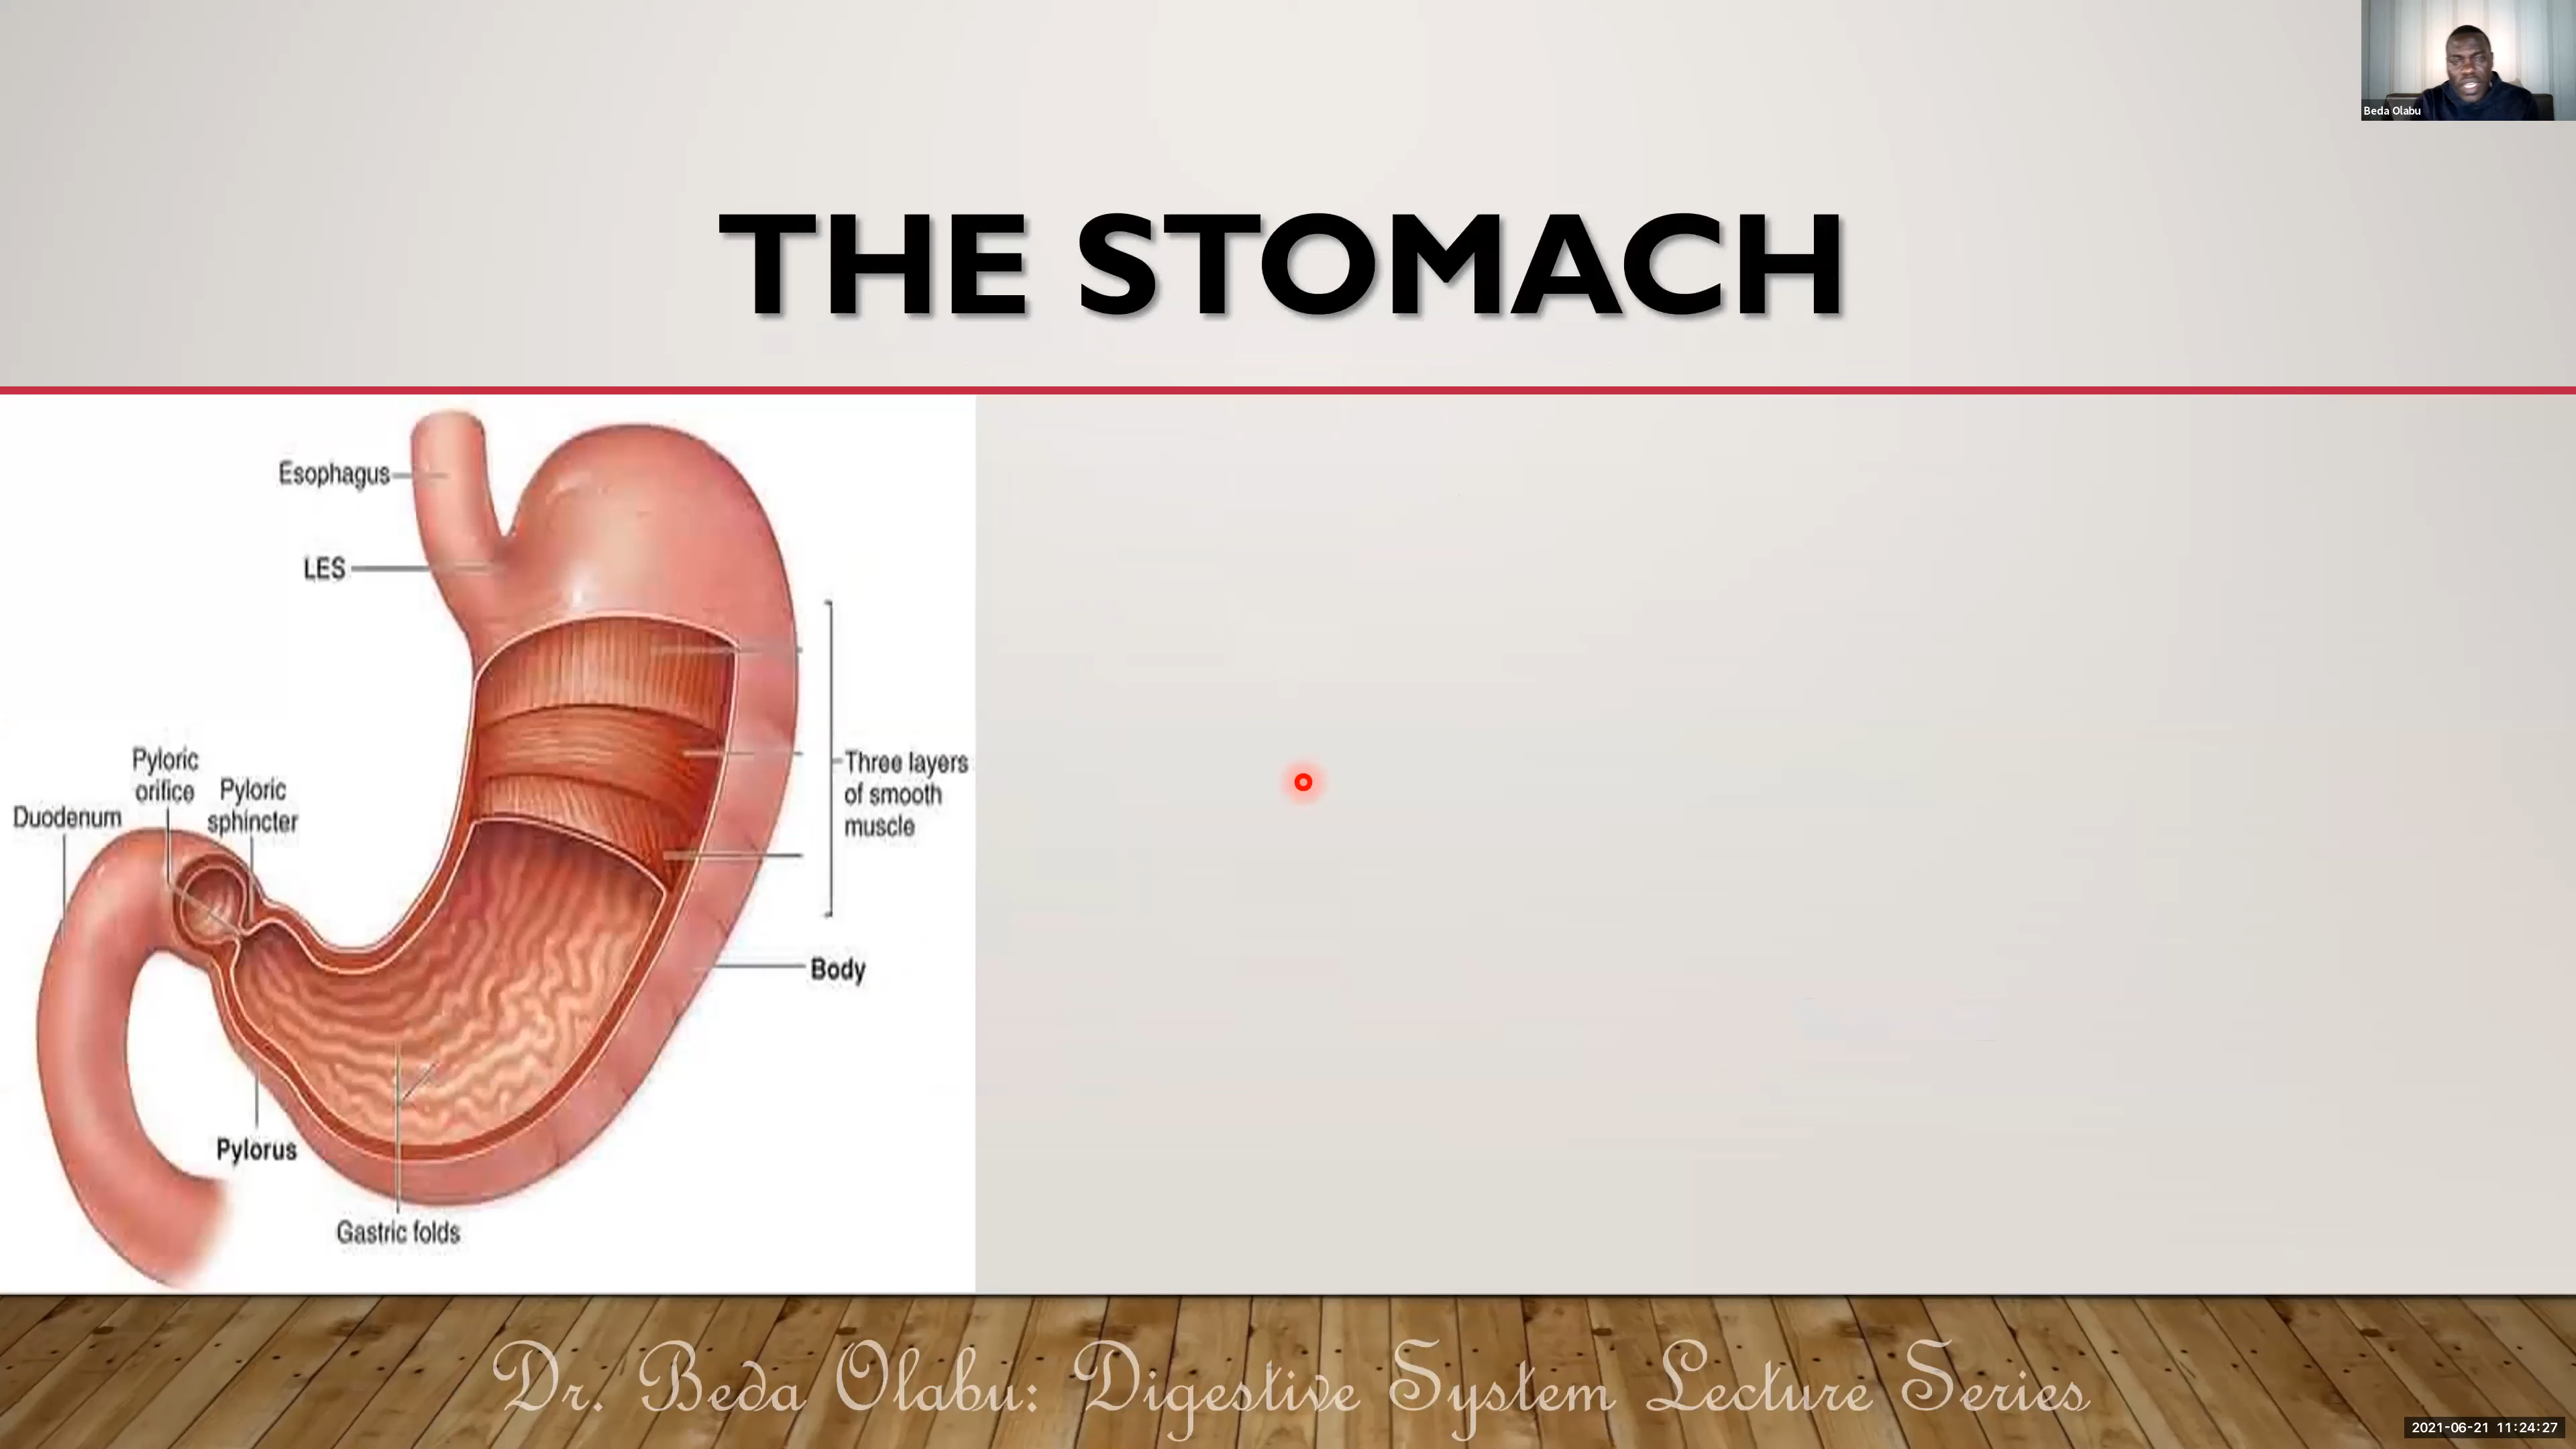 Beda Olabu
THE STOMACH
Esophagus
LES
Pyloric
orifice
Pyloric
sphincter
Duodenum
Three layers
of smooth
muscle
Body
Pylorus
Gastric folds
Dr. Beda Olabu: Digestive System Lecture Series
2021-06-21 11:24:27